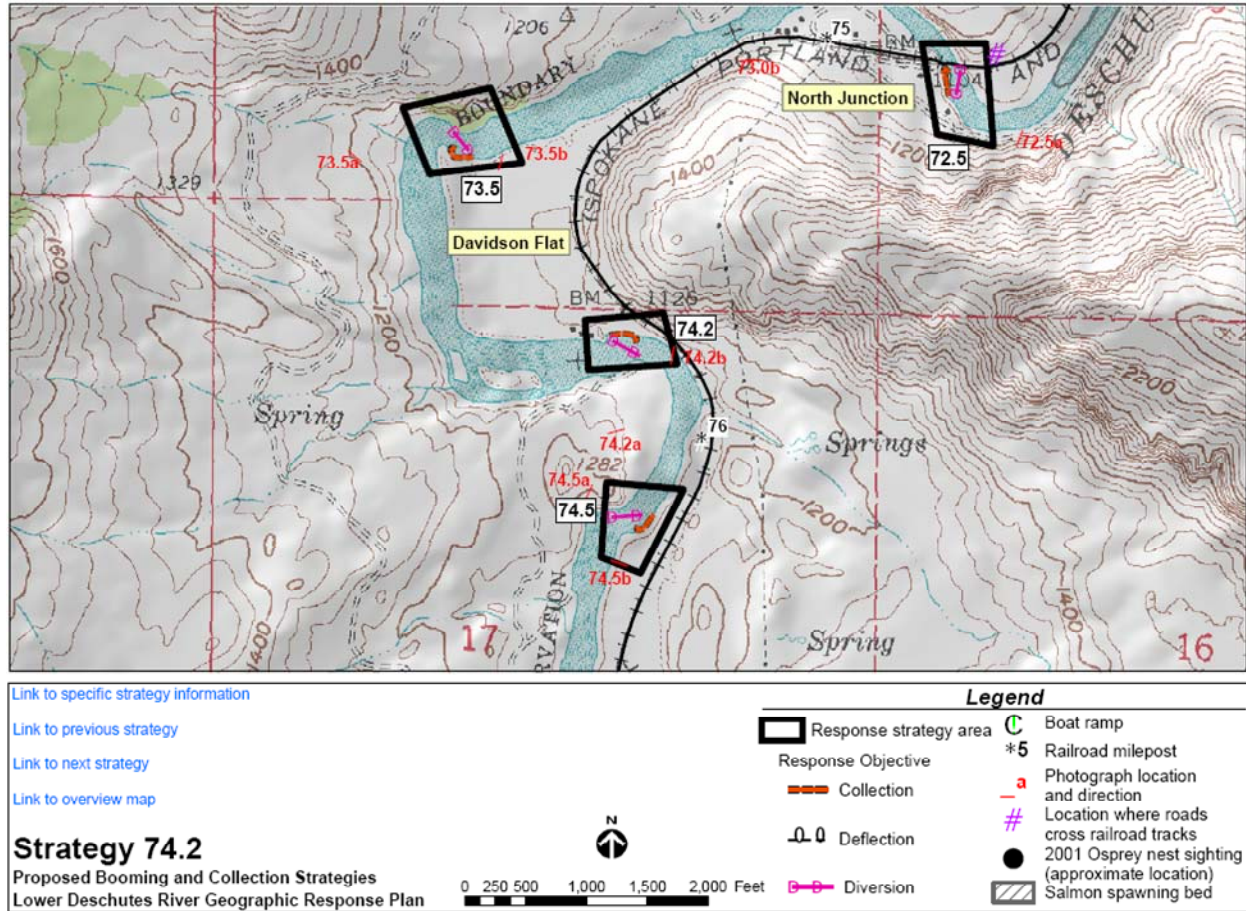 1206
1400
75
BM
PORTLAND
AND
DESCHU
(SPOKANE
BOUNDARY
73.0b
North Junction
04
72.5a
72.5
120
1400
73.5a
73.5b
73.5
1329
1600
1200
Davidson Flat
BM 1126
74.2
74.2b
2200
Spring
76
Springs
74.2a
1282
74.5a
74.5
74.5b
1200
1400
RVATION
17
1400
Spring
16
Link to specific strategy information
Link to previous strategy
Link to next strategy
Link to overview map
Strategy 74.2
Proposed Booming and Collection Strategies
Lower Deschutes River Geographic Response Plan
N
0 250 500 1,000 1,500 2,000 Feet
Legend
Response strategy area
Response Objective
Collection
Deflection
Diversion
Boat ramp
*5 Railroad milepost
a Photograph location
and direction
# Location where roads
cross railroad tracks
2001 Osprey nest sighting
(approximate location)
Salmon spawning bed